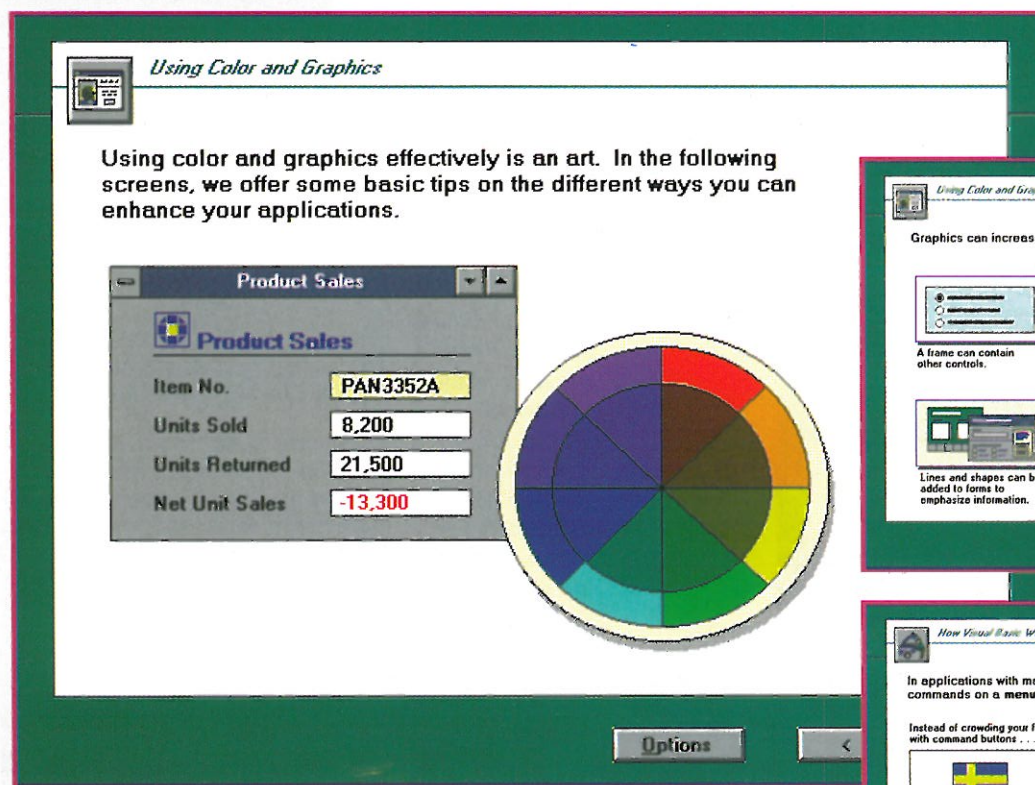 Using Color and Graphics
Using color and graphics effectively is an art. In the following
screens, we offer some basic tips on the different ways you can
enhance your applications.
Product Sales
Product Sales
Item No. PAN3352A
Units Sold 8,200
Units Returned 21,500
Net Unit Sales -13,300
Options
<
Using Color and
Graphics can
A frame can contain
other controls.
Lines and shapes can
added to forms to
emphasize information.
How Visual Basic
In applications with
commands on a menu
Instead of crowding your
with command buttons . . .